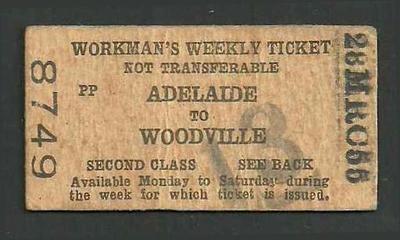 WORKMAN'S WEEKLY TICKET
NOT TRANSFERABLE
PP
ADELAIDE
TO
WOODVILLE
SECOND CLASS SEE BACK
Available Monday to Saturday during
the week for which ticket is issued.
8749
28MR066